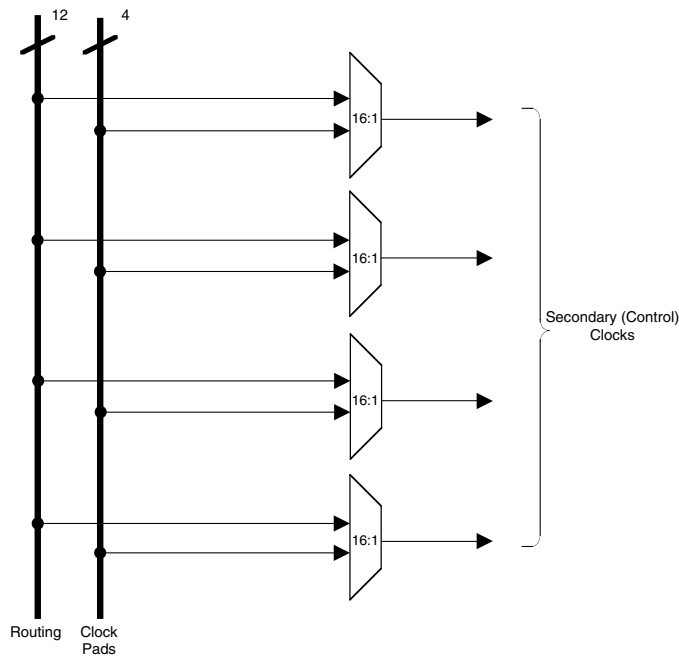 12
4
16:1
16:1
Secondary (Control)
Clocks
16:1
16:1
Routing
Clock
Pads